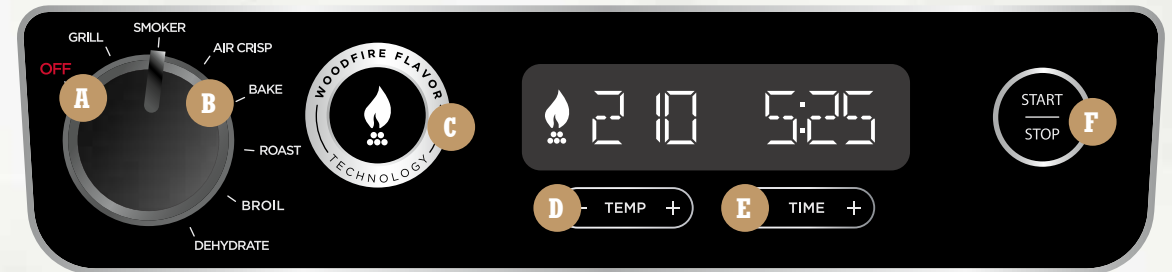 SMOKER
GRILL
AIR CRISP
OFF
A
B
BAKE
ROAST
BROIL
DEHYDRATE
WOODFIRE FLAVOR
TECHNOLOGY
C
210 5:25
D
- TEMP +
E
TIME +
START
STOP
F